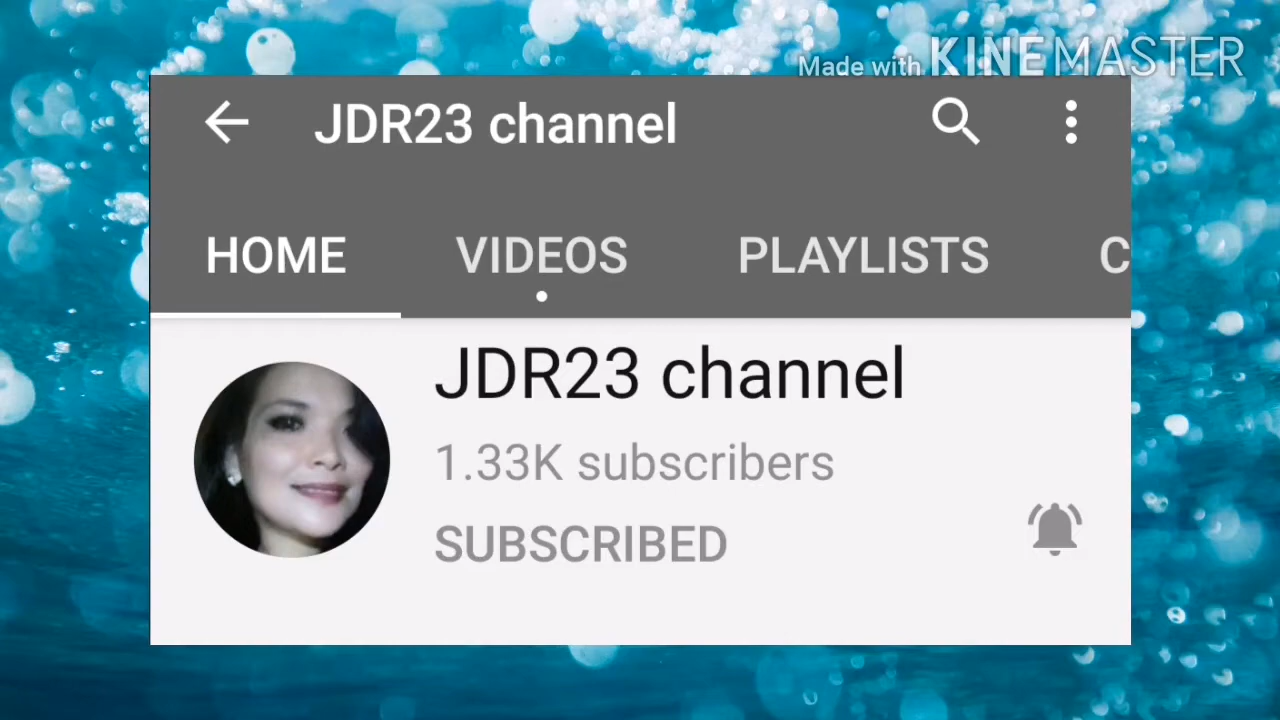 Made with KINEMASTER
JDR23 channel
HOME VIDEOS PLAYLISTS C
JDR23 channel
1.33K subscribers
SUBSCRIBED